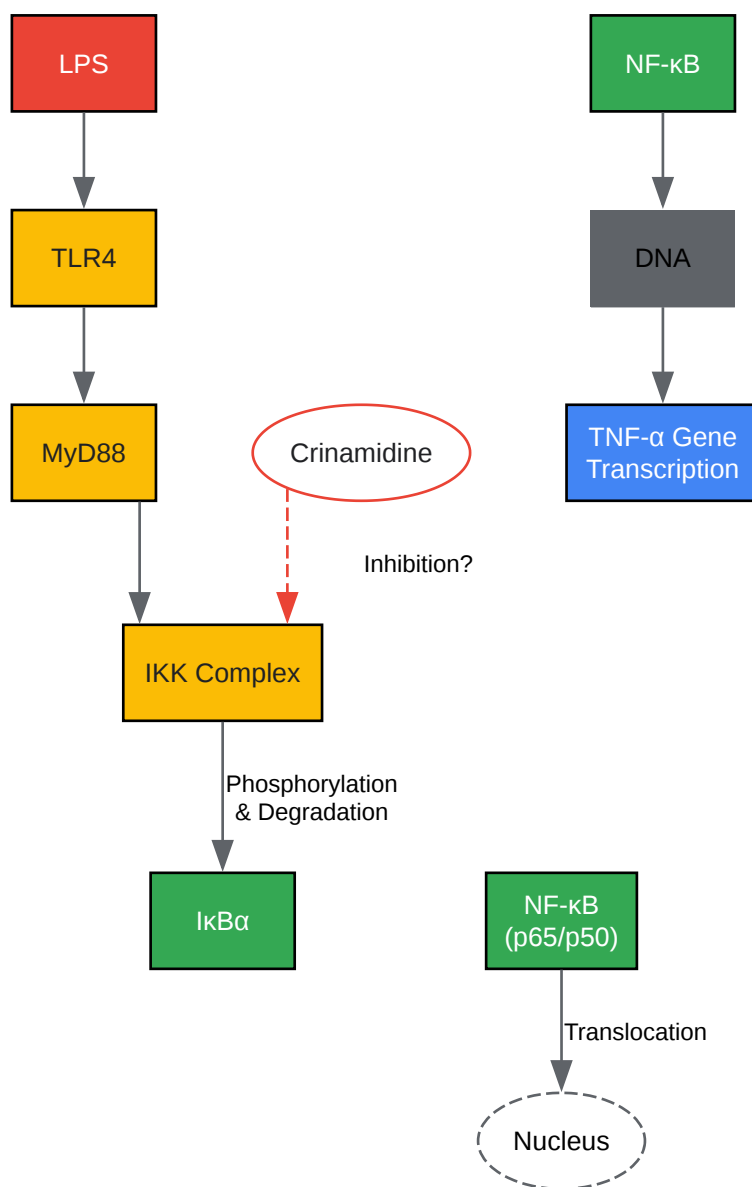 LPS
NF-κB
TLR4
DNA
MyD88
Crinamidine
TNF-α Gene
Transcription
Inhibition?
IKK Complex
Phosphorylation
& Degradation
IκBα
NF-κB
(p65/p50)
Translocation
Nucleus